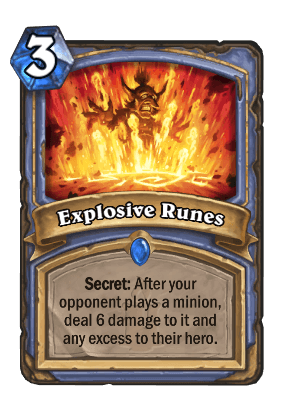 3
Explosive Runes
Secret: After your
opponent plays a minion,
deal 6 damage to it and
any excess to their hero.